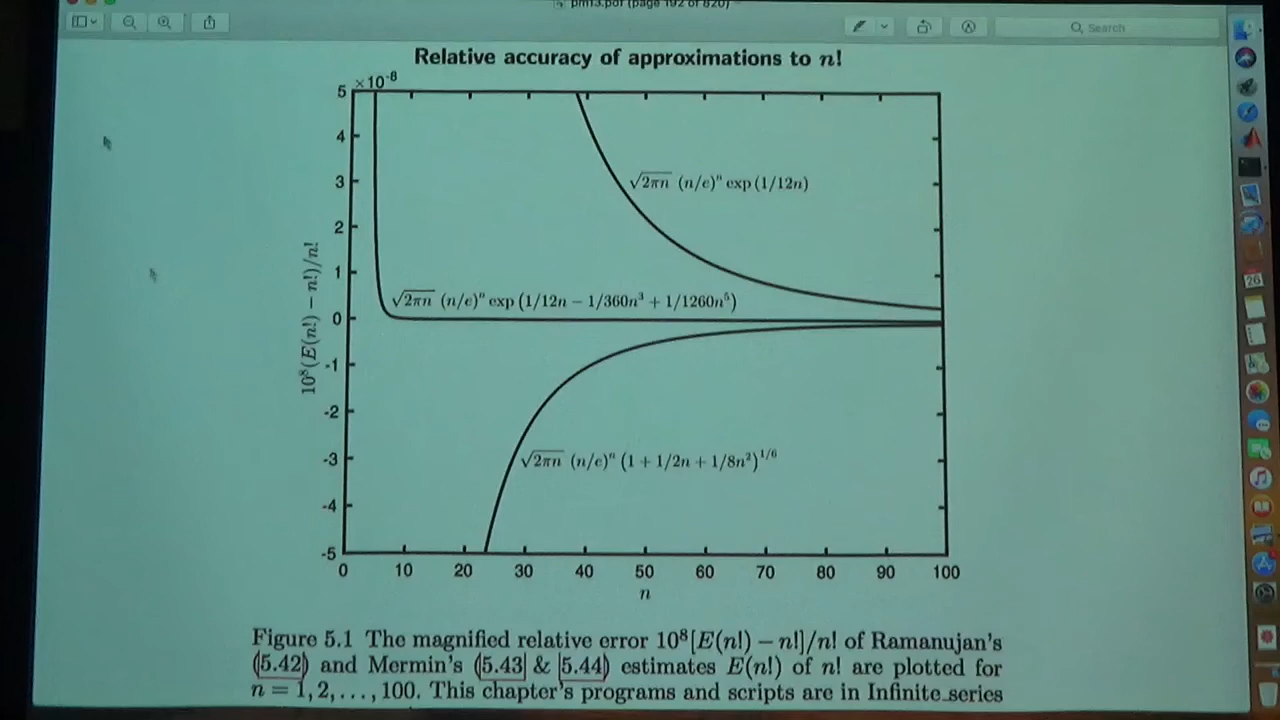 pm13.pdf (page 192 of 820)
Search
Relative accuracy of approximations to n!
×10⁻⁸
5
4
3
2
1
0
-1
-2
-3
-4
-5
10⁸(E(n!) − n!)/n!
√2πn (n/e)ⁿ exp (1/12n)
√2πn (n/e)ⁿ exp (1/12n − 1/360n³ + 1/1260n⁵)
√2πn (n/e)ⁿ (1 + 1/2n + 1/8n²)^1/6
0 10 20 30 40 50 60 70 80 90 100
n
Figure 5.1 The magnified relative error 10⁸[E(n!) − n!]/n! of Ramanujan's
(5.42) and Mermin's (5.43 & 5.44) estimates E(n!) of n! are plotted for
n = 1, 2, . . . , 100. This chapter's programs and scripts are in Infinite_series
26